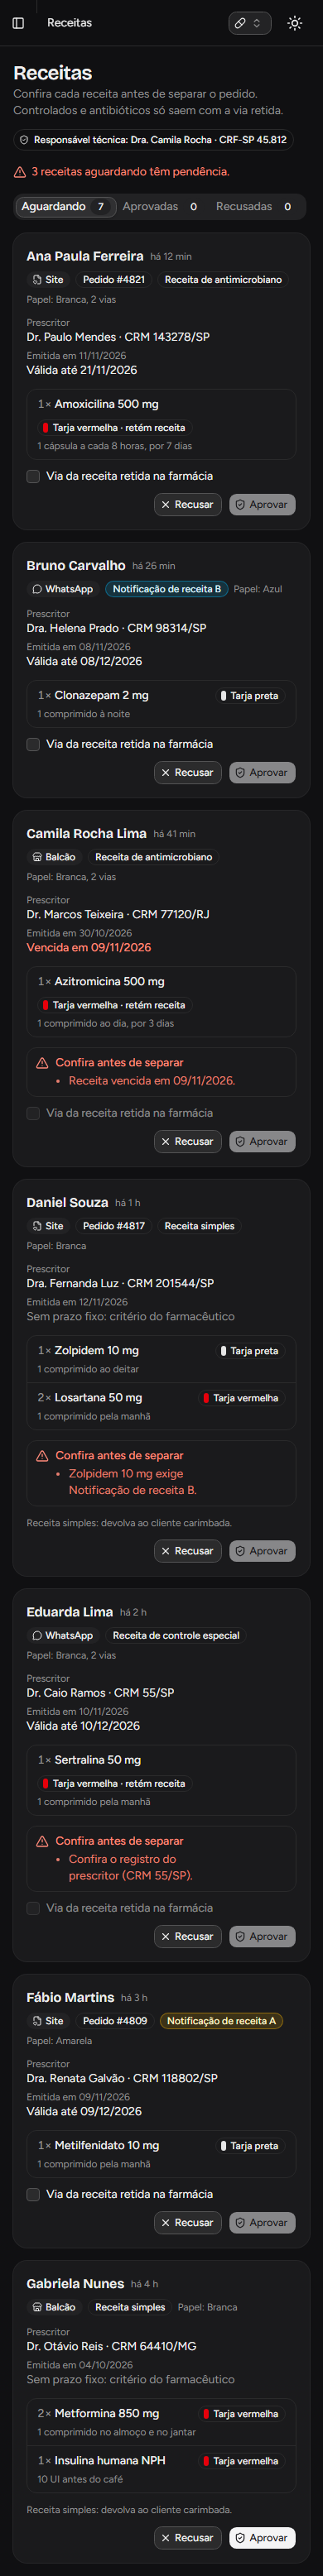 Receitas
Receitas
Confira cada receita antes de separar o pedido.
Controlados e antibióticos só saem com a via retida.
Responsável técnica: Dra. Camila Rocha · CRF-SP 45.812
3 receitas aguardando têm pendência.
Aguardando 7 Aprovadas 0 Recusadas 0
Ana Paula Ferreira há 12 min
Site Pedido #4821 Receita de antimicrobiano
Papel: Branca, 2 vias
Prescritor
Dr. Paulo Mendes · CRM 143278/SP
Emitida em 11/11/2026
Válida até 21/11/2026
1× Amoxicilina 500 mg
Tarja vermelha · retém receita
1 cápsula a cada 8 horas, por 7 dias
Via da receita retida na farmácia
Recusar Aprovar
Bruno Carvalho há 26 min
WhatsApp Notificação de receita B Papel: Azul
Prescritor
Dra. Helena Prado · CRM 98314/SP
Emitida em 08/11/2026
Válida até 08/12/2026
1× Clonazepam 2 mg Tarja preta
1 comprimido à noite
Via da receita retida na farmácia
Recusar Aprovar
Camila Rocha Lima há 41 min
Balcão Receita de antimicrobiano
Papel: Branca, 2 vias
Prescritor
Dr. Marcos Teixeira · CRM 77120/RJ
Emitida em 30/10/2026
Vencida em 09/11/2026
1× Azitromicina 500 mg
Tarja vermelha · retém receita
1 comprimido ao dia, por 3 dias
Confira antes de separar
• Receita vencida em 09/11/2026.
Via da receita retida na farmácia
Recusar Aprovar
Daniel Souza há 1 h
Site Pedido #4817 Receita simples
Papel: Branca
Prescritor
Dra. Fernanda Luz · CRM 201544/SP
Emitida em 12/11/2026
Sem prazo fixo: critério do farmacêutico
1× Zolpidem 10 mg Tarja preta
1 comprimido ao deitar
2× Losartana 50 mg Tarja vermelha
1 comprimido pela manhã
Confira antes de separar
• Zolpidem 10 mg exige
Notificação de receita B.
Receita simples: devolva ao cliente carimbada.
Recusar Aprovar
Eduarda Lima há 2 h
WhatsApp Receita de controle especial
Papel: Branca, 2 vias
Prescritor
Dr. Caio Ramos · CRM 55/SP
Emitida em 10/11/2026
Válida até 10/12/2026
1× Sertralina 50 mg
Tarja vermelha · retém receita
1 comprimido pela manhã
Confira antes de separar
• Confira o registro do
prescritor (CRM 55/SP).
Via da receita retida na farmácia
Recusar Aprovar
Fábio Martins há 3 h
Site Pedido #4809 Notificação de receita A
Papel: Amarela
Prescritor
Dra. Renata Galvão · CRM 118802/SP
Emitida em 09/11/2026
Válida até 09/12/2026
1× Metilfenidato 10 mg Tarja preta
1 comprimido pela manhã
Via da receita retida na farmácia
Recusar Aprovar
Gabriela Nunes há 4 h
Balcão Receita simples Papel: Branca
Prescritor
Dr. Otávio Reis · CRM 64410/MG
Emitida em 04/10/2026
Sem prazo fixo: critério do farmacêutico
2× Metformina 850 mg Tarja vermelha
1 comprimido no almoço e no jantar
1× Insulina humana NPH Tarja vermelha
10 UI antes do café
Receita simples: devolva ao cliente carimbada.
Recusar Aprovar